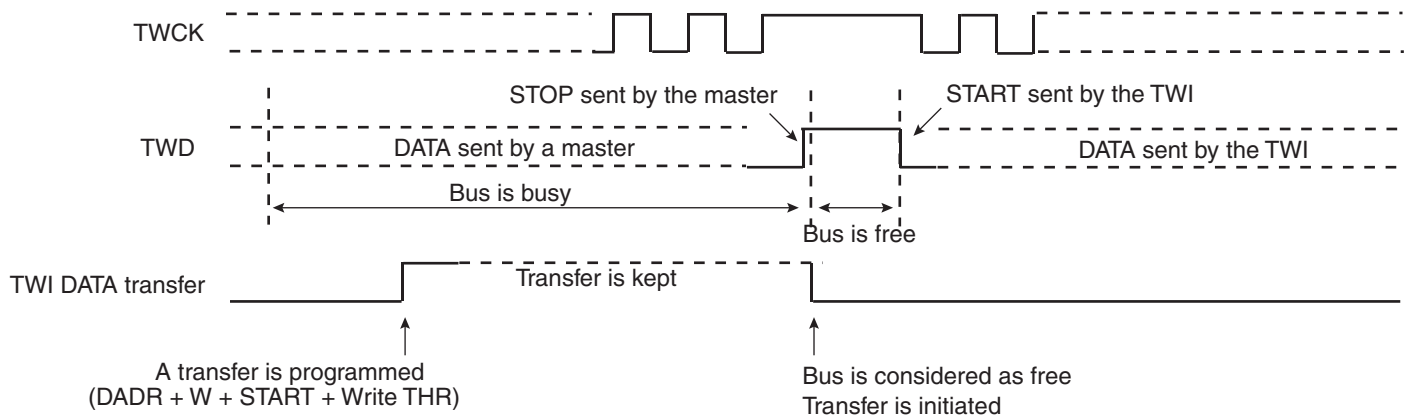 TWCK
STOP sent by the master
START sent by the TWI
TWD
DATA sent by a master
DATA sent by the TWI
Bus is busy
Bus is free
TWI DATA transfer
Transfer is kept
A transfer is programmed
(DADR + W + START + Write THR)
Bus is considered as free
Transfer is initiated